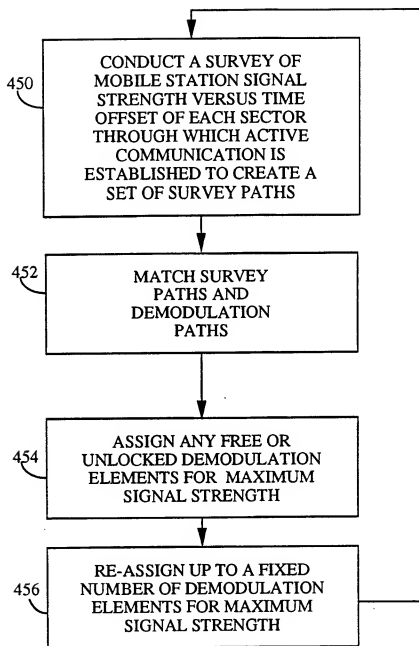 450
CONDUCT A SURVEY OF
MOBILE STATION SIGNAL
STRENGTH VERSUS TIME
OFFSET OF EACH SECTOR
THROUGH WHICH ACTIVE
COMMUNICATION IS
ESTABLISHED TO CREATE A
SET OF SURVEY PATHS
452
MATCH SURVEY
PATHS AND
DEMODULATION
PATHS
454
ASSIGN ANY FREE OR
UNLOCKED DEMODULATION
ELEMENTS FOR MAXIMUM
SIGNAL STRENGTH
456
RE-ASSIGN UP TO A FIXED
NUMBER OF DEMODULATION
ELEMENTS FOR MAXIMUM
SIGNAL STRENGTH